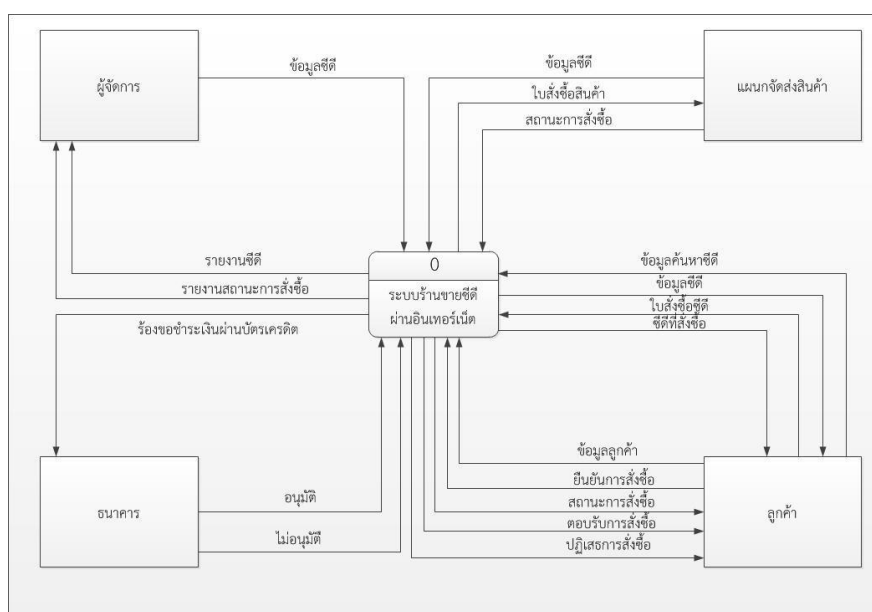 ผู้จัดการ
ข้อมูลซีดี
ข้อมูลซีดี
ใบสั่งซื้อสินค้า
สถานะการสั่งซื้อ
แผนกจัดส่งสินค้า
รายงานซีดี
รายงานสถานะการสั่งซื้อ
ร้องขอชำระเงินผ่านบัตรเครดิต
0
ระบบร้านขายซีดี
ผ่านอินเทอร์เน็ต
ข้อมูลค้นหาซีดี
ข้อมูลซีดี
ใบสั่งซื้อซีดี
ซีดีที่สั่งซื้อ
ธนาคาร
อนุมัติ
ไม่อนุมัติ
ข้อมูลลูกค้า
ยืนยันการสั่งซื้อ
สถานะการสั่งซื้อ
ตอบรับการสั่งซื้อ
ปฏิเสธการสั่งซื้อ
ลูกค้า